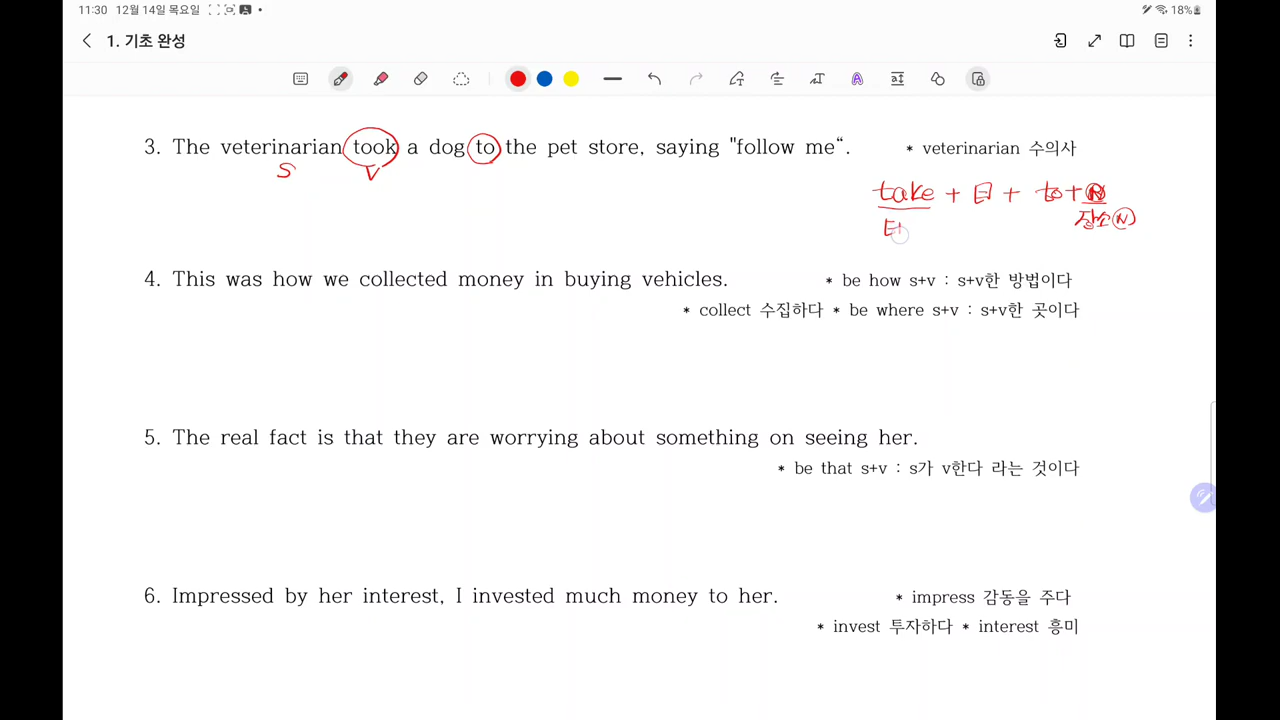 11:30 12월 14일 목요일 18%
1. 기초 완성
3. The veterinarian took a dog to the pet store, saying "follow me“. * veterinarian 수의사
S V
take + 목 + to +
장소 N
4. This was how we collected money in buying vehicles. * be how s+v : s+v한 방법이다
* collect 수집하다 * be where s+v : s+v한 곳이다
5. The real fact is that they are worrying about something on seeing her.
* be that s+v : s가 v한다 라는 것이다
6. Impressed by her interest, I invested much money to her. * impress 감동을 주다
* invest 투자하다 * interest 흥미